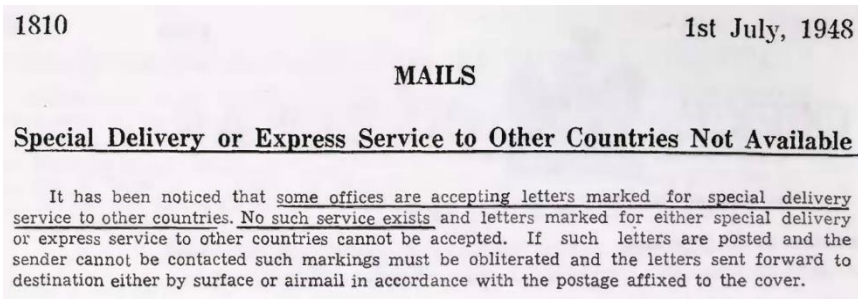 1810
1st July, 1948
MAILS
Special Delivery or Express Service to Other Countries Not Available
It has been noticed that some offices are accepting letters marked for special delivery
service to other countries. No such service exists and letters marked for either special delivery
or express service to other countries cannot be accepted. If such letters are posted and the
sender cannot be contacted such markings must be obliterated and the letters sent forward to
destination either by surface or airmail in accordance with the postage affixed to the cover.